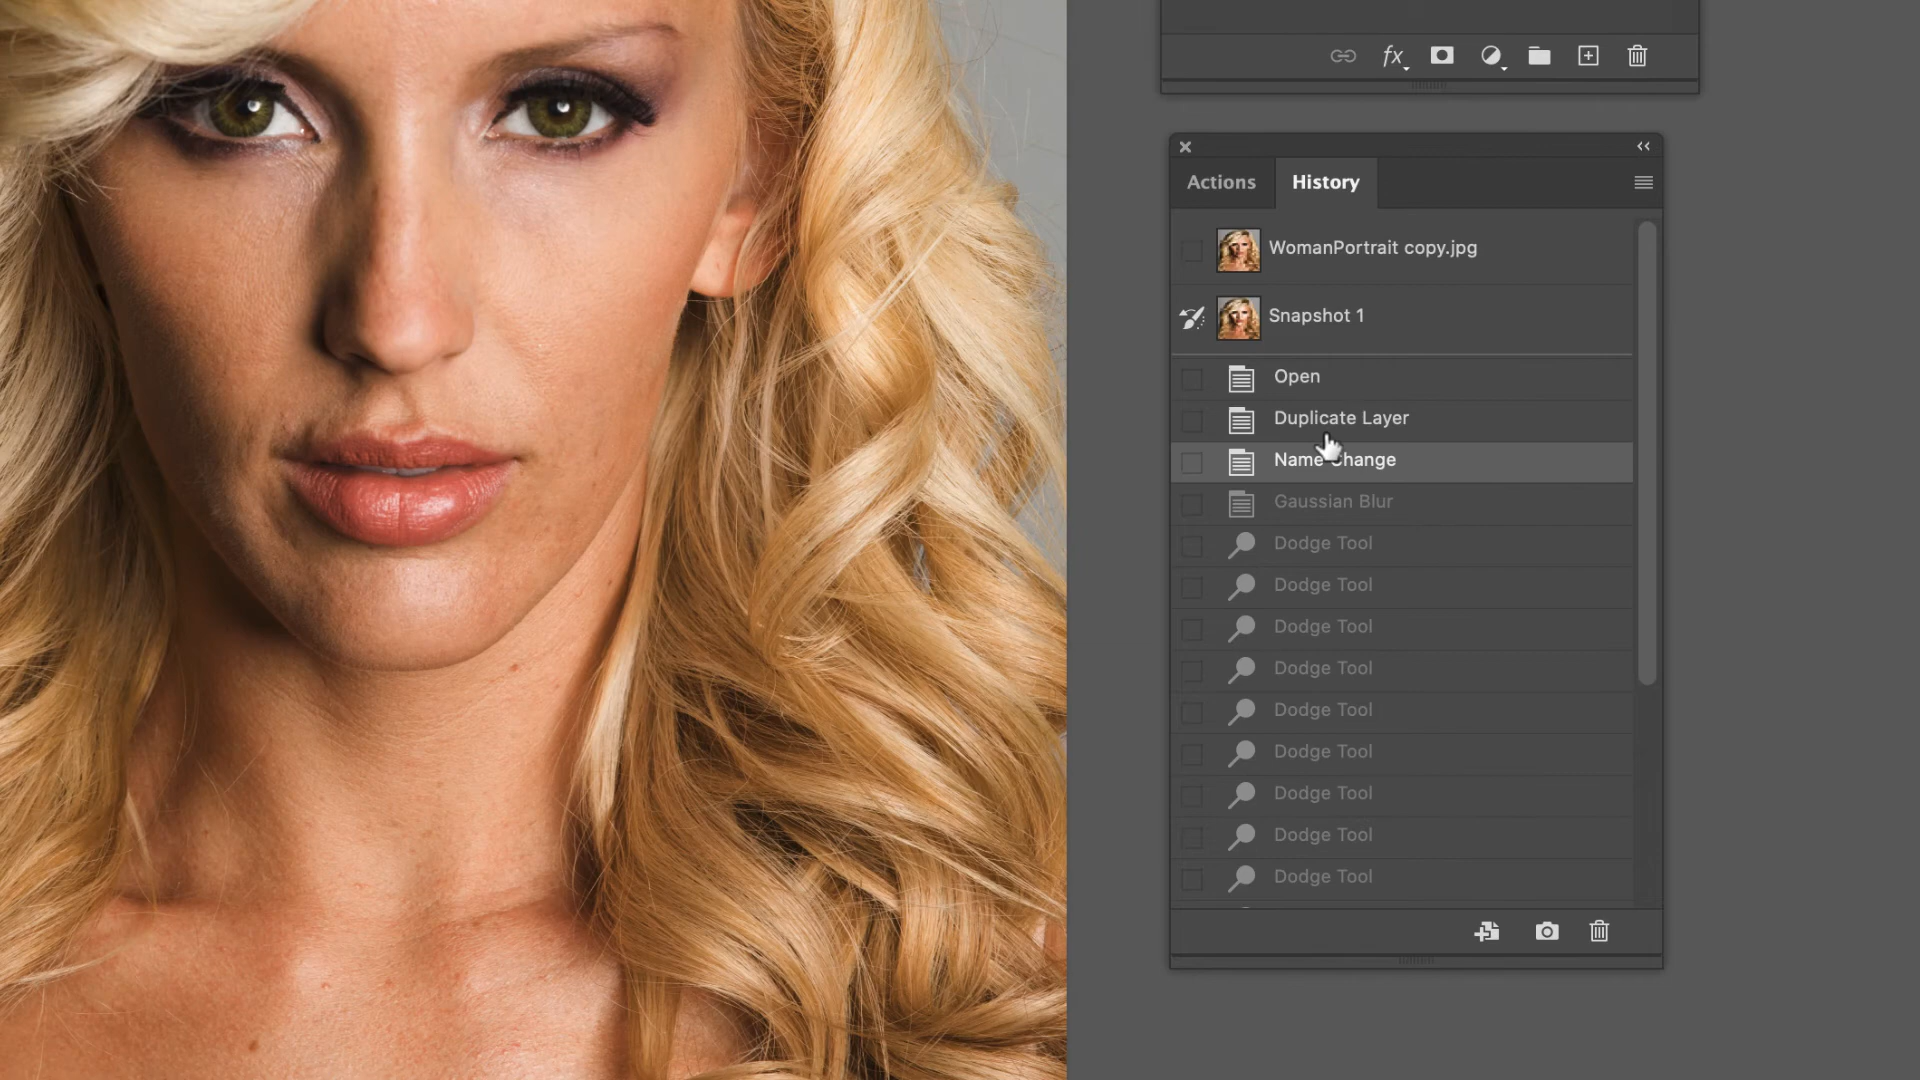 fx
Actions
History
WomanPortrait copy.jpg
Snapshot 1
Open
Duplicate Layer
Name Change
Gaussian Blur
Dodge Tool
Dodge Tool
Dodge Tool
Dodge Tool
Dodge Tool
Dodge Tool
Dodge Tool
Dodge Tool
Dodge Tool